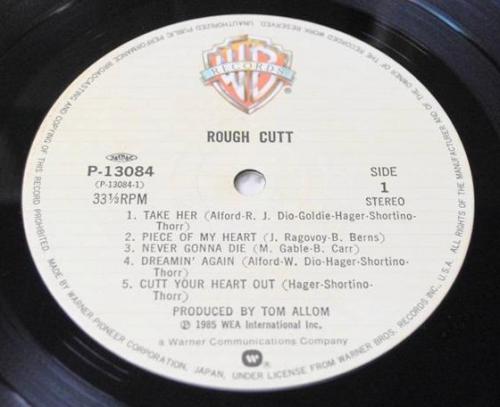 WB
RECORDS
ROUGH CUTT
P-13084
(P-13084-1)
33⅓RPM
SIDE
1
STEREO
1. TAKE HER (Alford-R. J. Dio-Goldie-Hager-Shortino-
Thorr)
2. PIECE OF MY HEART (J. Ragovoy-B. Berns)
3. NEVER GONNA DIE (M. Gable-B. Carr)
4. DREAMIN' AGAIN (Alford-W. Dio-Hager-Shortino-
Thorr)
5. CUTT YOUR HEART OUT (Hager-Shortino-
Thorr)
PRODUCED BY TOM ALLOM
℗ 1985 WEA International Inc.
a Warner Communications Company
W
MADE BY WARNER-PIONEER CORPORATION, JAPAN, UNDER LICENSE FROM WARNER BROS. RECORDS INC., U.S.A. ALL RIGHTS OF THE MANUFACTURER AND OF THE OWNER OF THE RECORDED WORK RESERVED. UNAUTHORIZED PUBLIC PERFORMANCE, BROADCASTING AND COPYING OF THIS RECORD PROHIBITED.